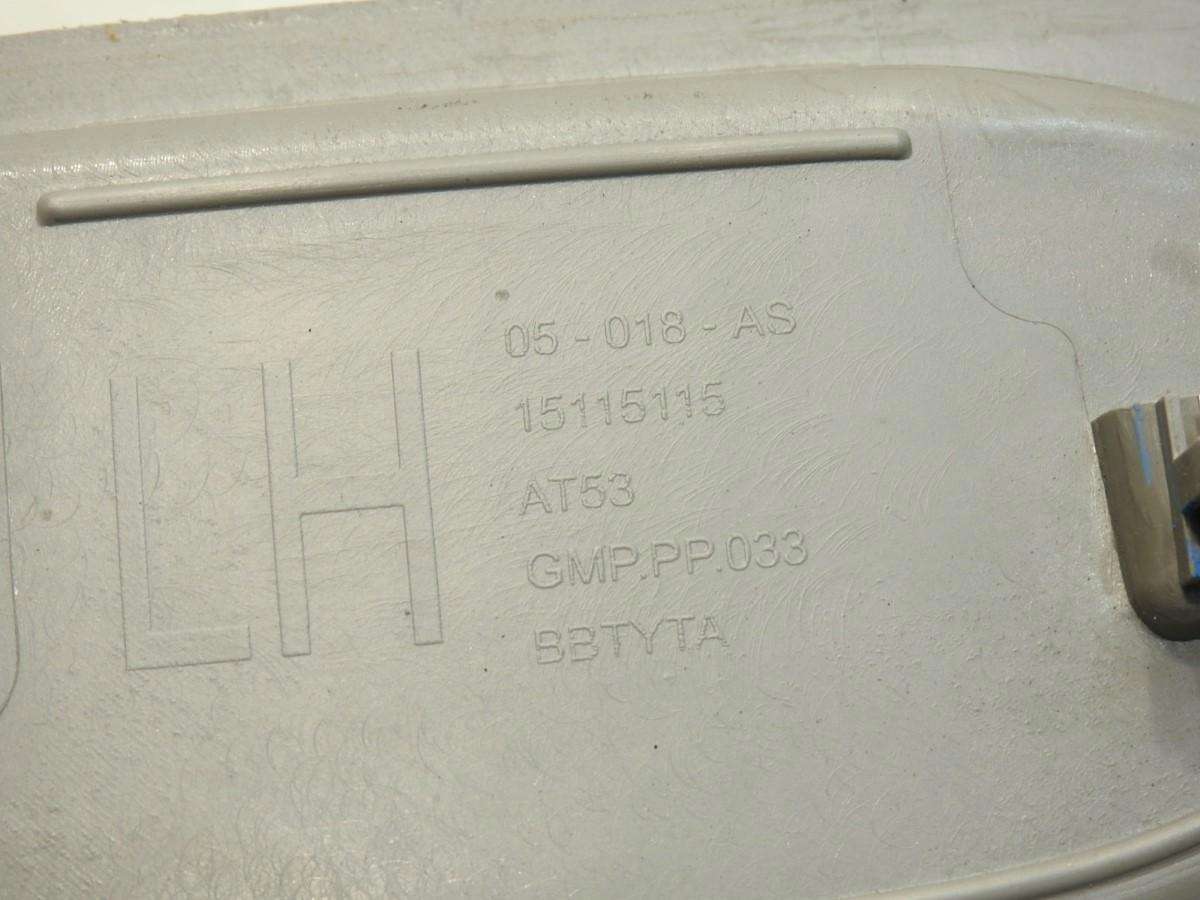 LH
05 - 018 - AS
15115115
AT53
GMP.PP.033
BBTYTA